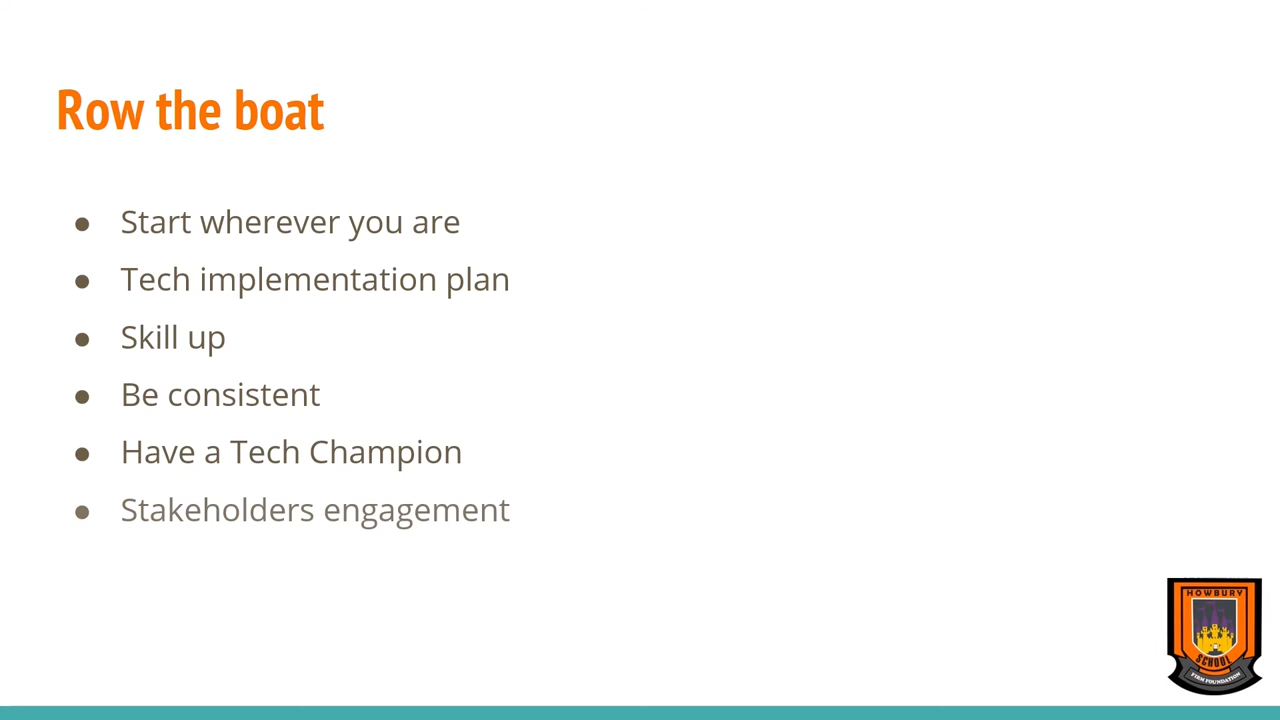 Row the boat
● Start wherever you are
● Tech implementation plan
● Skill up
● Be consistent
● Have a Tech Champion
● Stakeholders engagement
HOWBURY
SCHOOL
FIRM FOUNDATION